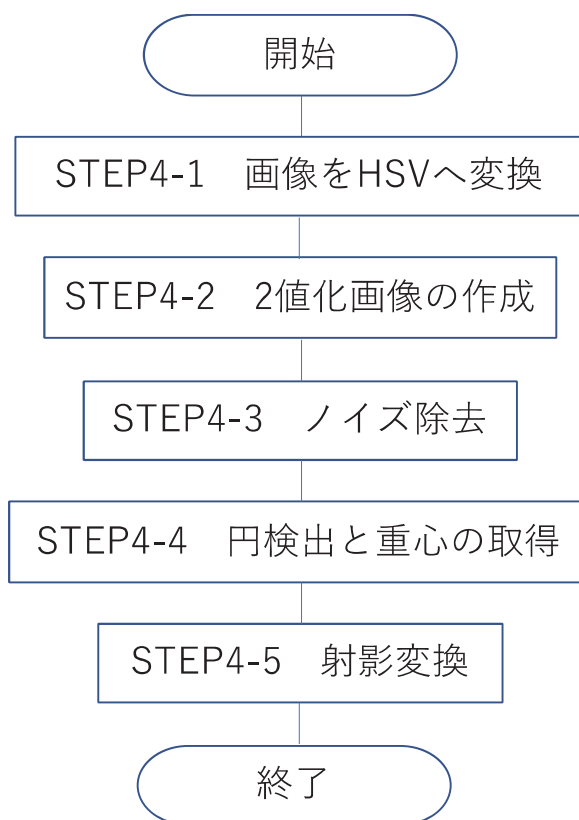 開始
STEP4-1　画像をHSVへ変換
STEP4-2　2値化画像の作成
STEP4-3　ノイズ除去
STEP4-4　円検出と重心の取得
STEP4-5　射影変換
終了